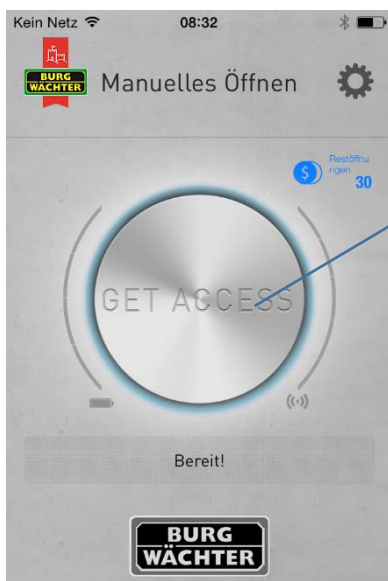 Kein Netz 08:32
BURG
WÄCHTER
Manuelles Öffnen
Restöffnu
ngen
30
GET ACCESS
Bereit!
BURG
WÄCHTER